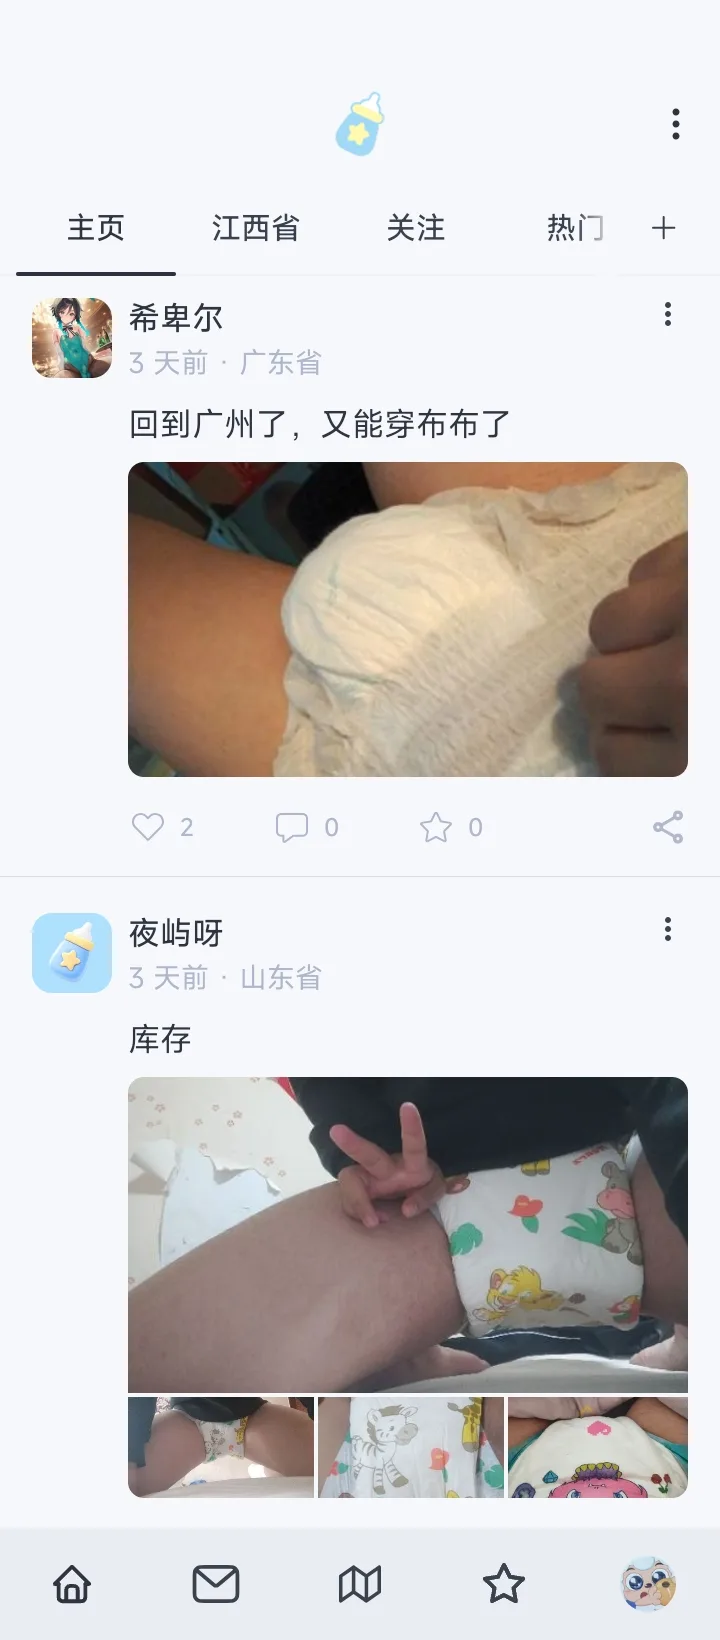 主页 江西省 关注 热门
希卑尔
3 天前 · 广东省
回到广州了，又能穿布布了
2 0 0
夜屿呀
3 天前 · 山东省
库存